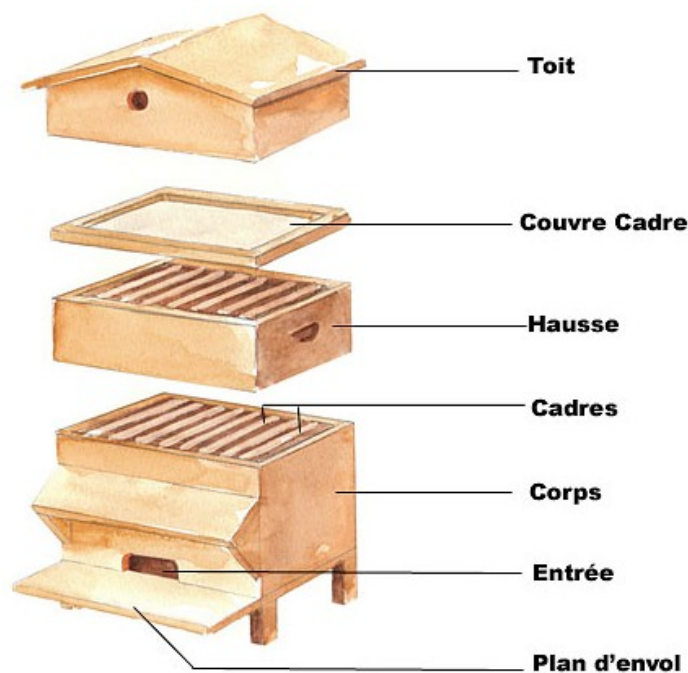 Toit
Couvre Cadre
Hausse
Cadres
Corps
Entrée
Plan d'envol